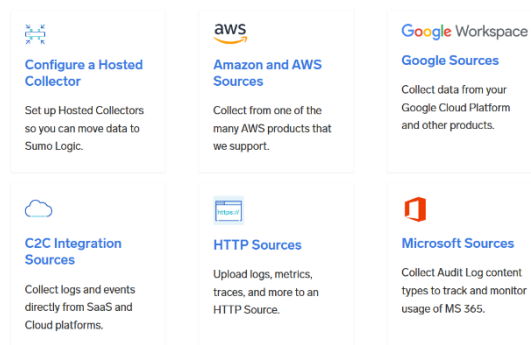 Configure a Hosted
Collector
Set up Hosted Collectors
so you can move data to
Sumo Logic.
aws
Amazon and AWS
Sources
Collect from one of the
many AWS products that
we support.
Google Workspace
Google Sources
Collect data from your
Google Cloud Platform
and other products.
C2C Integration
Sources
Collect logs and events
directly from SaaS and
Cloud platforms.
https://
HTTP Sources
Upload logs, metrics,
traces, and more to an
HTTP Source.
Microsoft Sources
Collect Audit Log content
types to track and monitor
usage of MS 365.